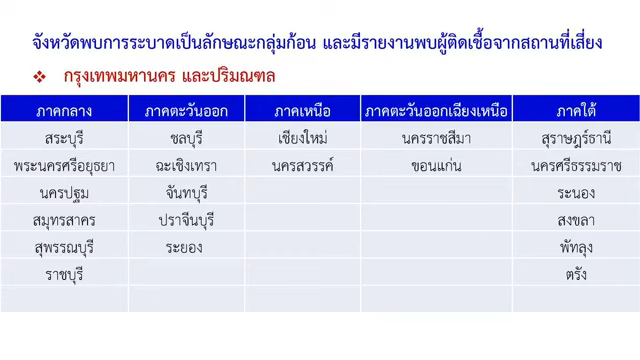 จังหวัดพบการระบาดเป็นลักษณะกลุ่มก้อน และมีรายงานพบผู้ติดเชื้อจากสถานที่เสี่ยง
❖ กรุงเทพมหานคร และปริมณฑล
ภาคกลาง ภาคตะวันออก ภาคเหนือ ภาคตะวันออกเฉียงเหนือ ภาคใต้
สระบุรี ชลบุรี เชียงใหม่ นครราชสีมา สุราษฎร์ธานี
พระนครศรีอยุธยา ฉะเชิงเทรา นครสวรรค์ ขอนแก่น นครศรีธรรมราช
นครปฐม จันทบุรี ระนอง
สมุทรสาคร ปราจีนบุรี สงขลา
สุพรรณบุรี ระยอง พัทลุง
ราชบุรี ตรัง